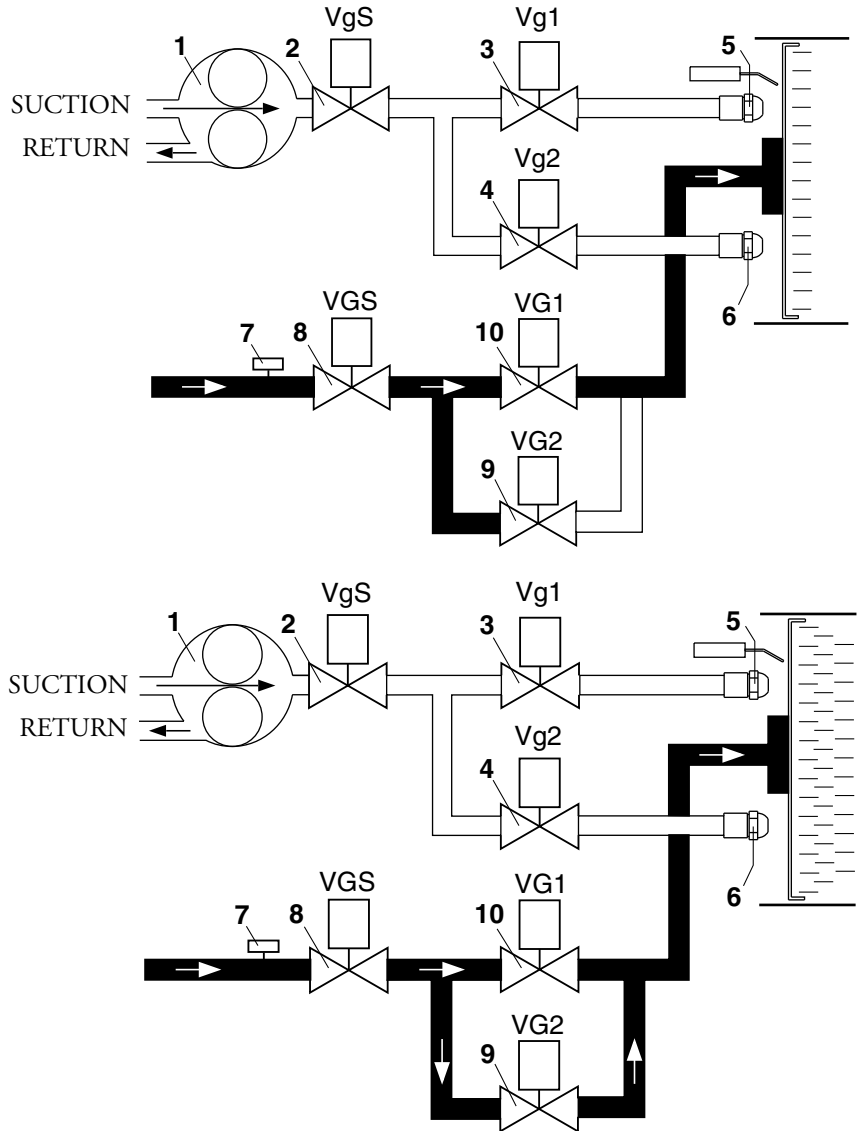 VgS Vg1
1 2 3 5
SUCTION
RETURN
Vg2
4
6
VGS VG1
7 8 10
VG2
9
VgS Vg1
1 2 3 5
SUCTION
RETURN
Vg2
4
6
VGS VG1
7 8 10
VG2
9